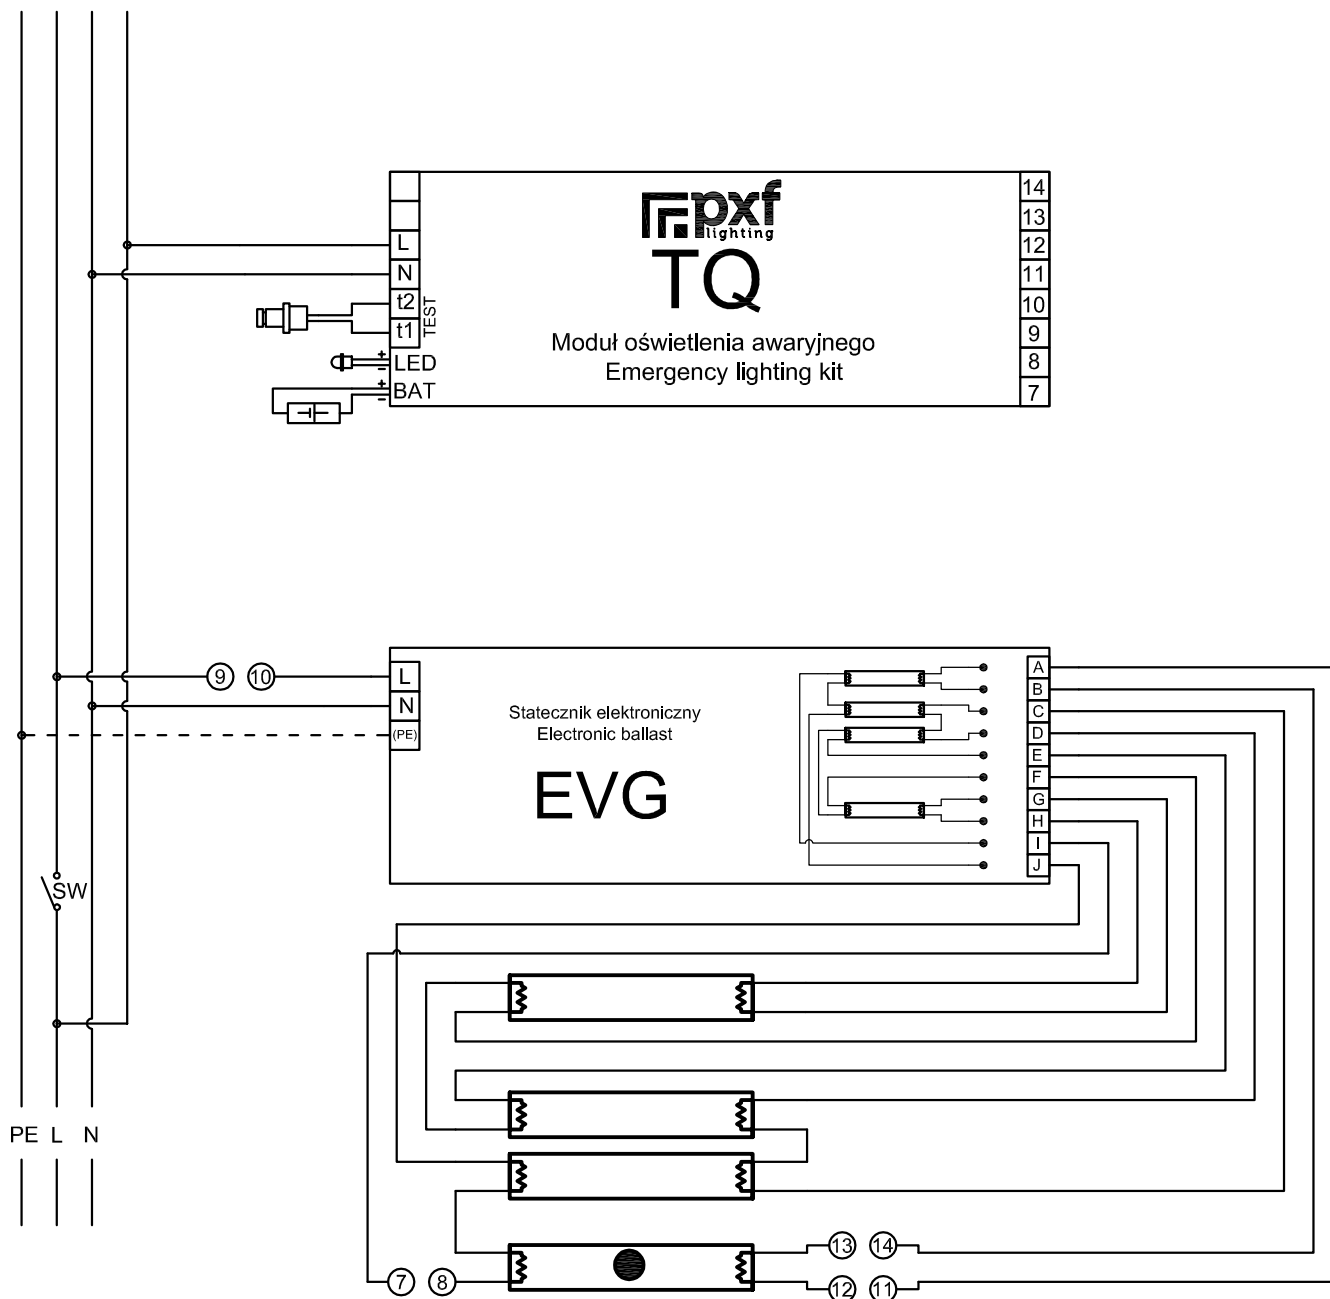 pxf
lighting
TQ
Moduł oświetlenia awaryjnego
Emergency lighting kit
L
N
t2
t1
TEST
+
LED
–
+
BAT
–
14
13
12
11
10
9
8
7
9 10
L
N
(PE)
Statecznik elektroniczny
Electronic ballast
EVG
A
B
C
D
E
F
G
H
I
J
SW
PE L N
13 14
7 8
12 11